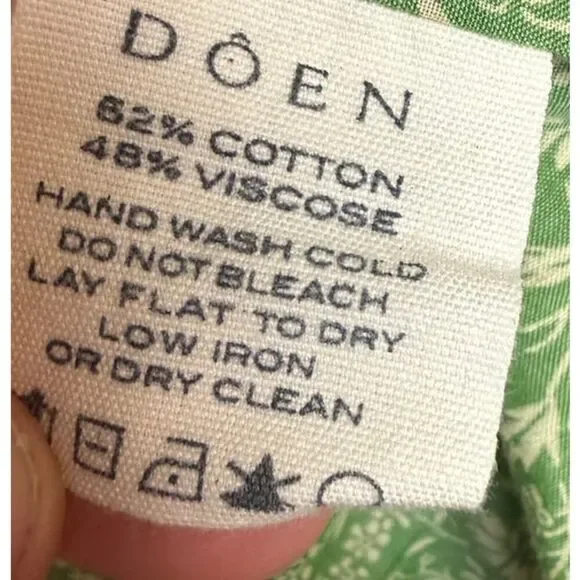 DÔEN
52% COTTON
48% VISCOSE
HAND WASH COLD
DO NOT BLEACH
LAY FLAT TO DRY
LOW IRON
OR DRY CLEAN